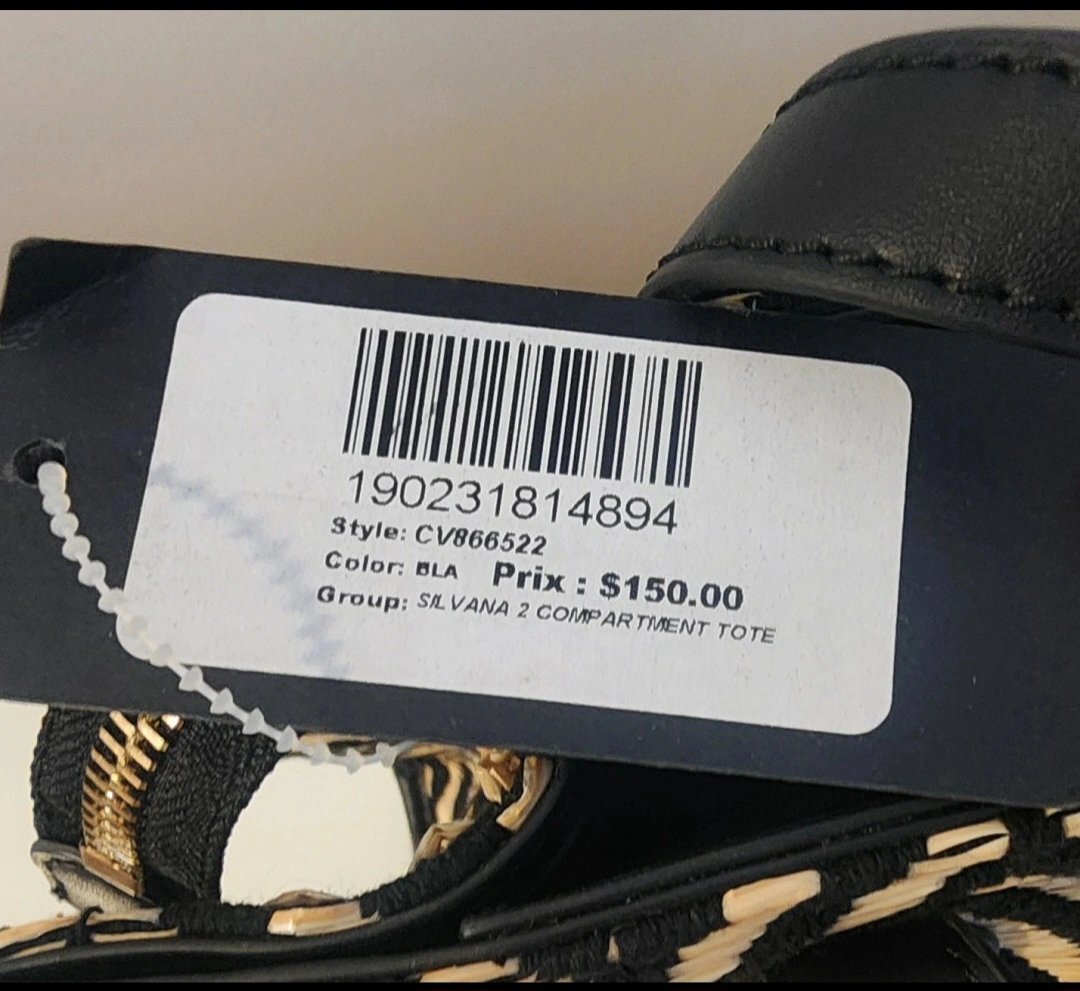 190231814894
Style: CV866522
Color: BLA Prix : $150.00
Group: SILVANA 2 COMPARTMENT TOTE